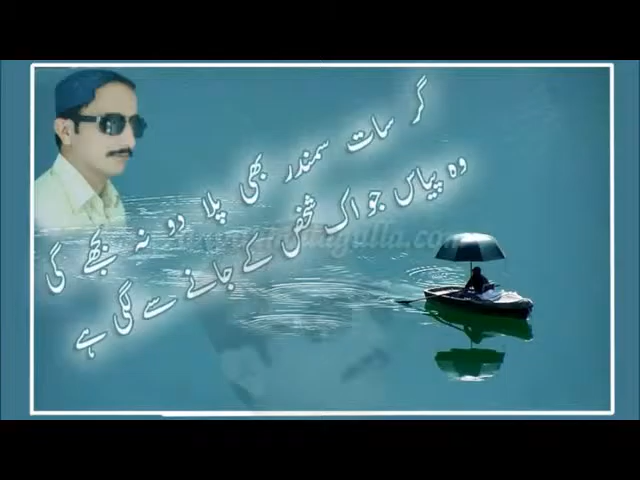 گر سات سمندر بھی پلا دو نہ بجھے گی
وہ پیاس جو اک شخص کے جانے سے لگی ہے